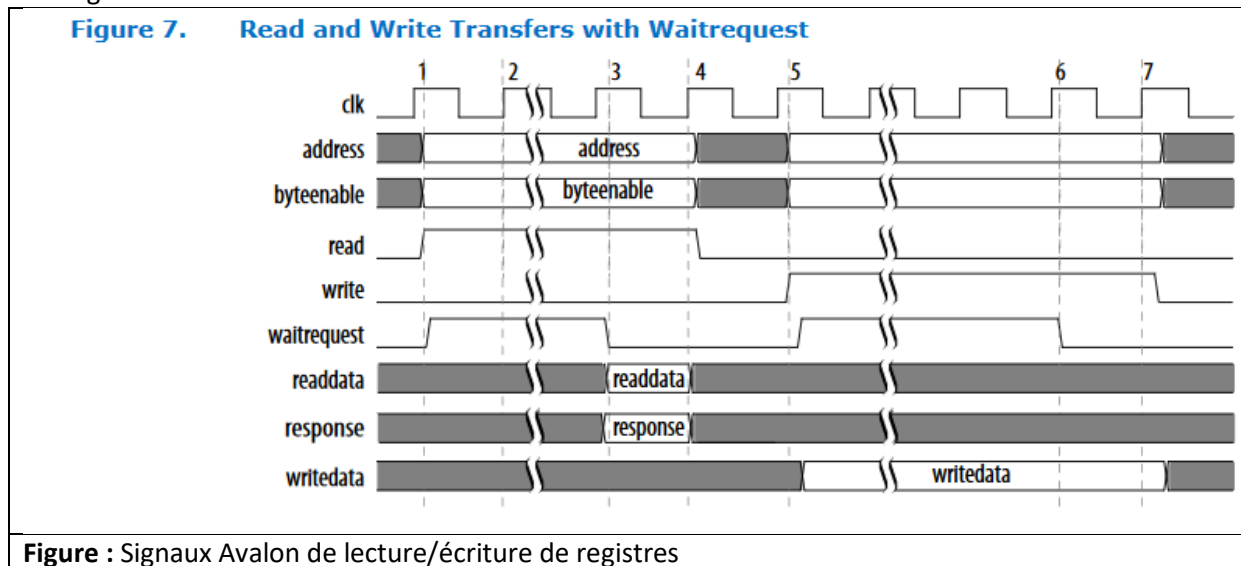 Figure 7. Read and Write Transfers with Waitrequest
1 2 3 4 5 6 7
clk
address address
byteenable byteenable
read
write
waitrequest
readdata readdata
response response
writedata writedata
Figure : Signaux Avalon de lecture/écriture de registres